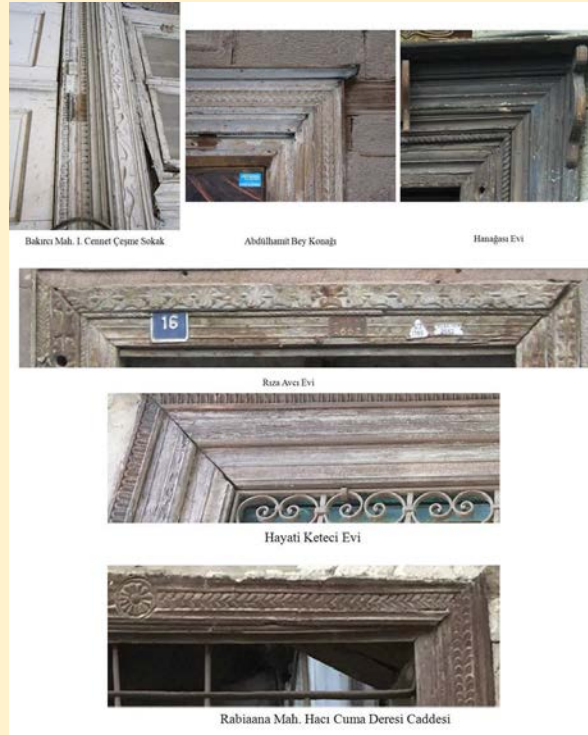 Bakırcı Mah. I. Cennet Çeşme Sokak
Abdülhamit Bey Konağı
Hanağası Evi
16
Rıza Avcı Evi
Hayati Keteci Evi
Rabiaana Mah. Hacı Cuma Deresi Caddesi